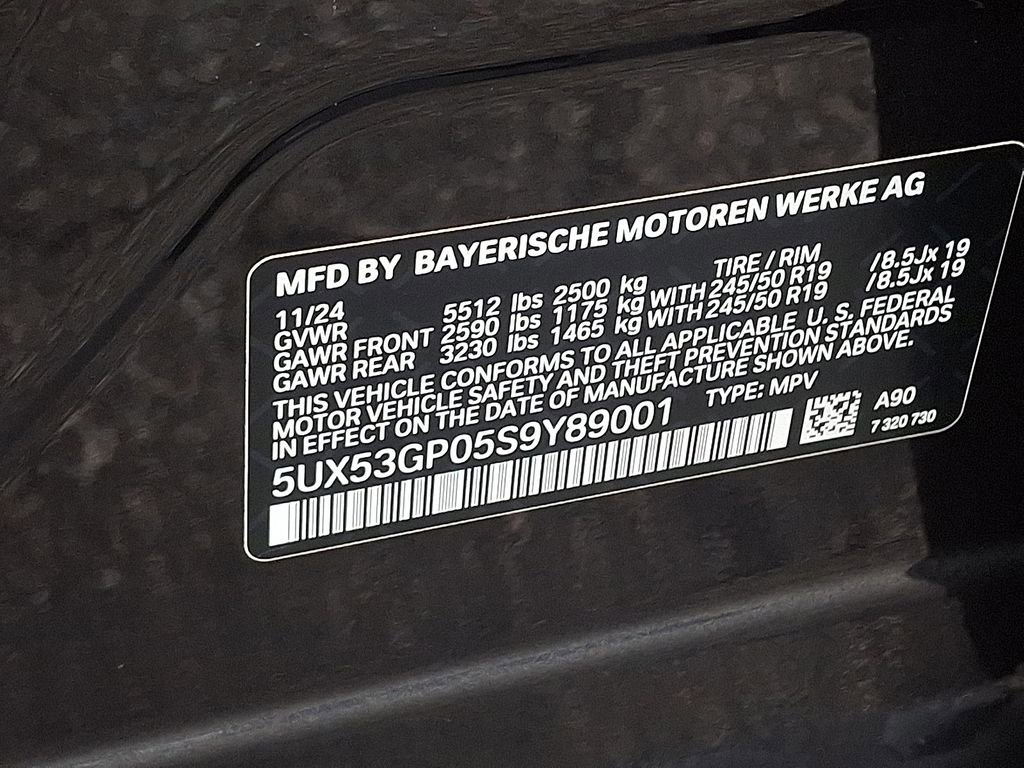 MFD BY BAYERISCHE MOTOREN WERKE AG
11/24 TIRE / RIM
GVWR 5512 lbs 2500 kg
GAWR FRONT 2590 lbs 1175 kg WITH 245/50 R19 /8.5Jx 19
GAWR REAR 3230 lbs 1465 kg WITH 245/50 R19 /8.5Jx 19
THIS VEHICLE CONFORMS TO ALL APPLICABLE U. S. FEDERAL
MOTOR VEHICLE SAFETY AND THEFT PREVENTION STANDARDS
IN EFFECT ON THE DATE OF MANUFACTURE SHOWN ABOVE.
5UX53GP05S9Y89001 TYPE: MPV
A90
7 320 730